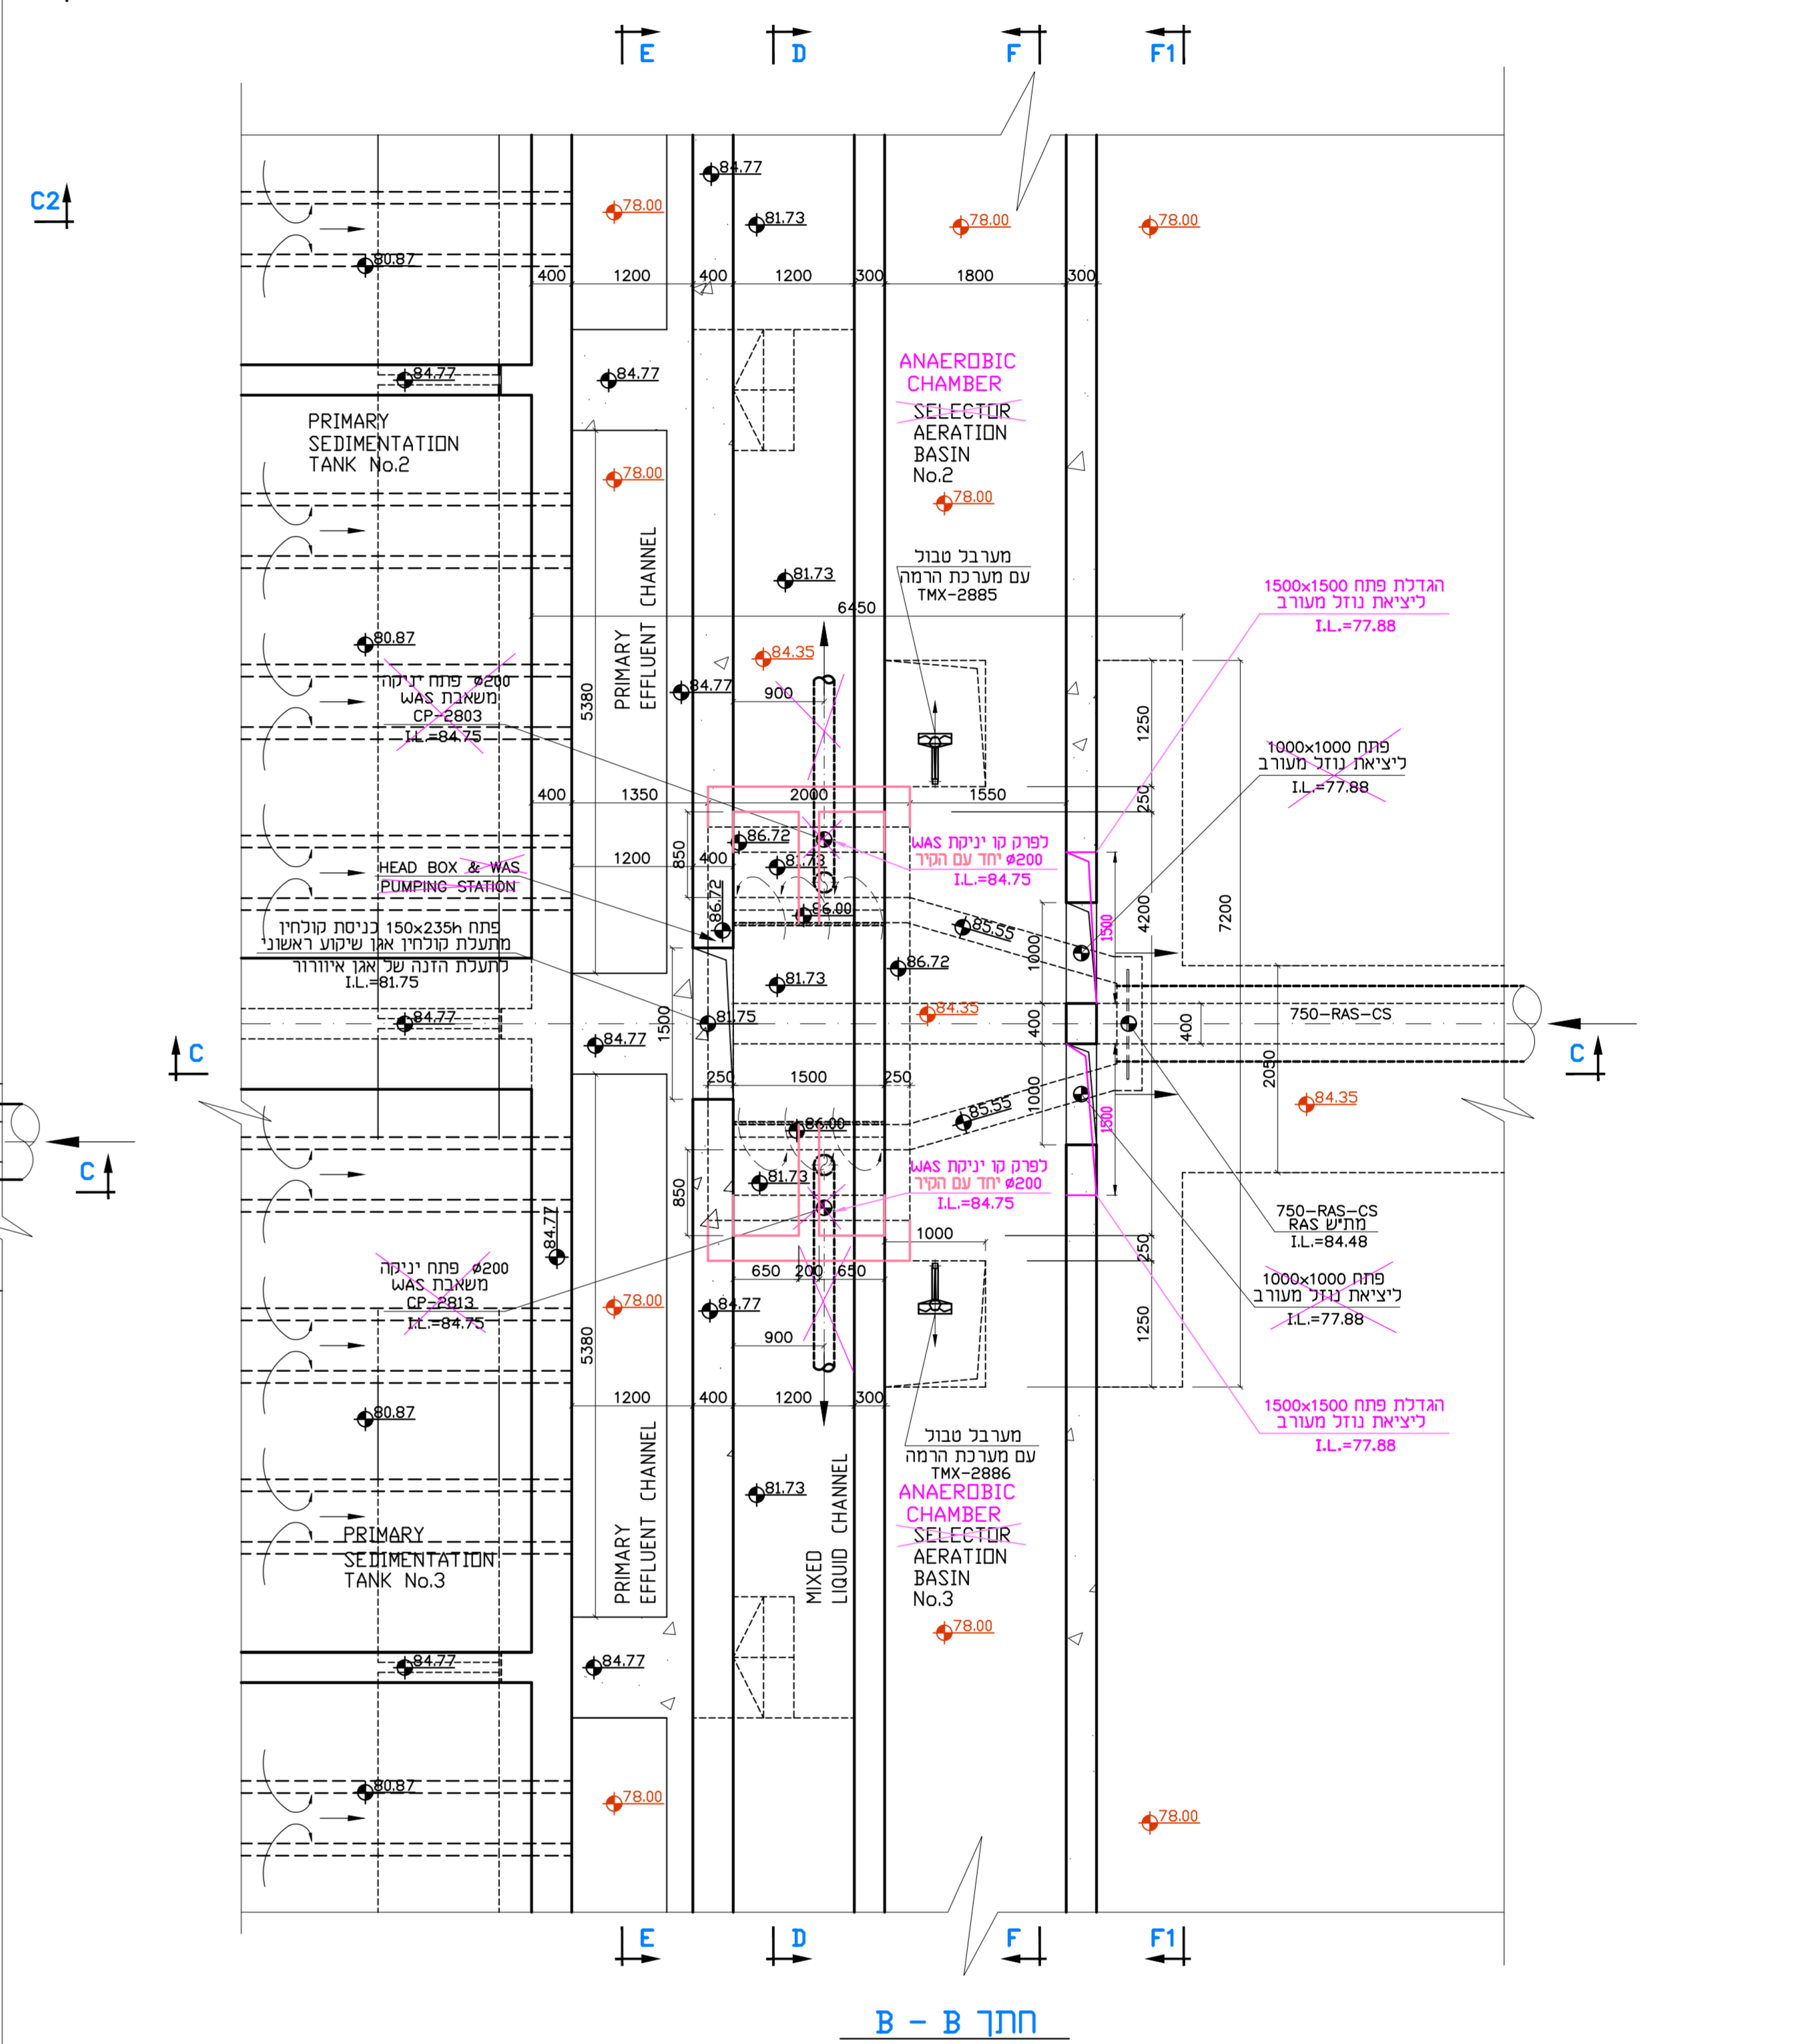 E
D
F
F1
C2
84.77
78.00
81.73
78.00
78.00
80.87
400
1200
400
1200
300
1800
300
84.77
84.77
ANAEROBIC
CHAMBER
SELECTOR
AERATION
BASIN
No.2
78.00
PRIMARY
SEDIMENTATION
TANK No.2
78.00
PRIMARY
EFFLUENT CHANNEL
81.73
מערבל טבול
עם מערכת הרמה
TMX-2885
6450
הגדלת פתח 1500x1500
ליציאת נוזל מעורב
I.L.=77.88
80.87
84.35
84.77
900
5380
1250
פתח יניקה ⌀200
משאבת WAS
CP-2803
I.L.=84.75
פתח 1000x1000
ליציאת נוזל מעורב
I.L.=77.88
400
1350
2000
1550
250
86.72
81.73
850
1200
400
86.72
86.00
לפרק קו יניקת WAS
⌀200 יחד עם הקיר
I.L.=84.75
HEAD BOX & WAS
PUMPING STATION
85.55
1500
4200
7200
1000
פתח 150x235h כניסת קולחין
מתעלת קולחין אגן שיקוע ראשוני
לתעלת הזנה של אגן איוורור
I.L.=81.75
86.72
81.73
84.77
81.75
84.35
84.77
1500
400
400
750-RAS-CS
2050
C
C
250
1500
250
1000
1500
84.35
86.00
85.55
C
81.73
850
לפרק קו יניקת WAS
⌀200 יחד עם הקיר
I.L.=84.75
750-RAS-CS
מת״ש RAS
I.L.=84.48
84.77
1000
250
650
200
650
פתח יניקה ⌀200
משאבת WAS
CP-2813
I.L.=84.75
78.00
84.77
פתח 1000x1000
ליציאת נוזל מעורב
I.L.=77.88
5380
900
1250
1200
400
1200
300
80.87
הגדלת פתח 1500x1500
ליציאת נוזל מעורב
I.L.=77.88
מערבל טבול
עם מערכת הרמה
TMX-2886
81.73
ANAEROBIC
CHAMBER
SELECTOR
AERATION
BASIN
No.3
PRIMARY
SEDIMENTATION
TANK No.3
PRIMARY
EFFLUENT CHANNEL
MIXED
LIQUID CHANNEL
78.00
84.77
84.77
80.87
78.00
78.00
E
D
F
F1
חתך B - B